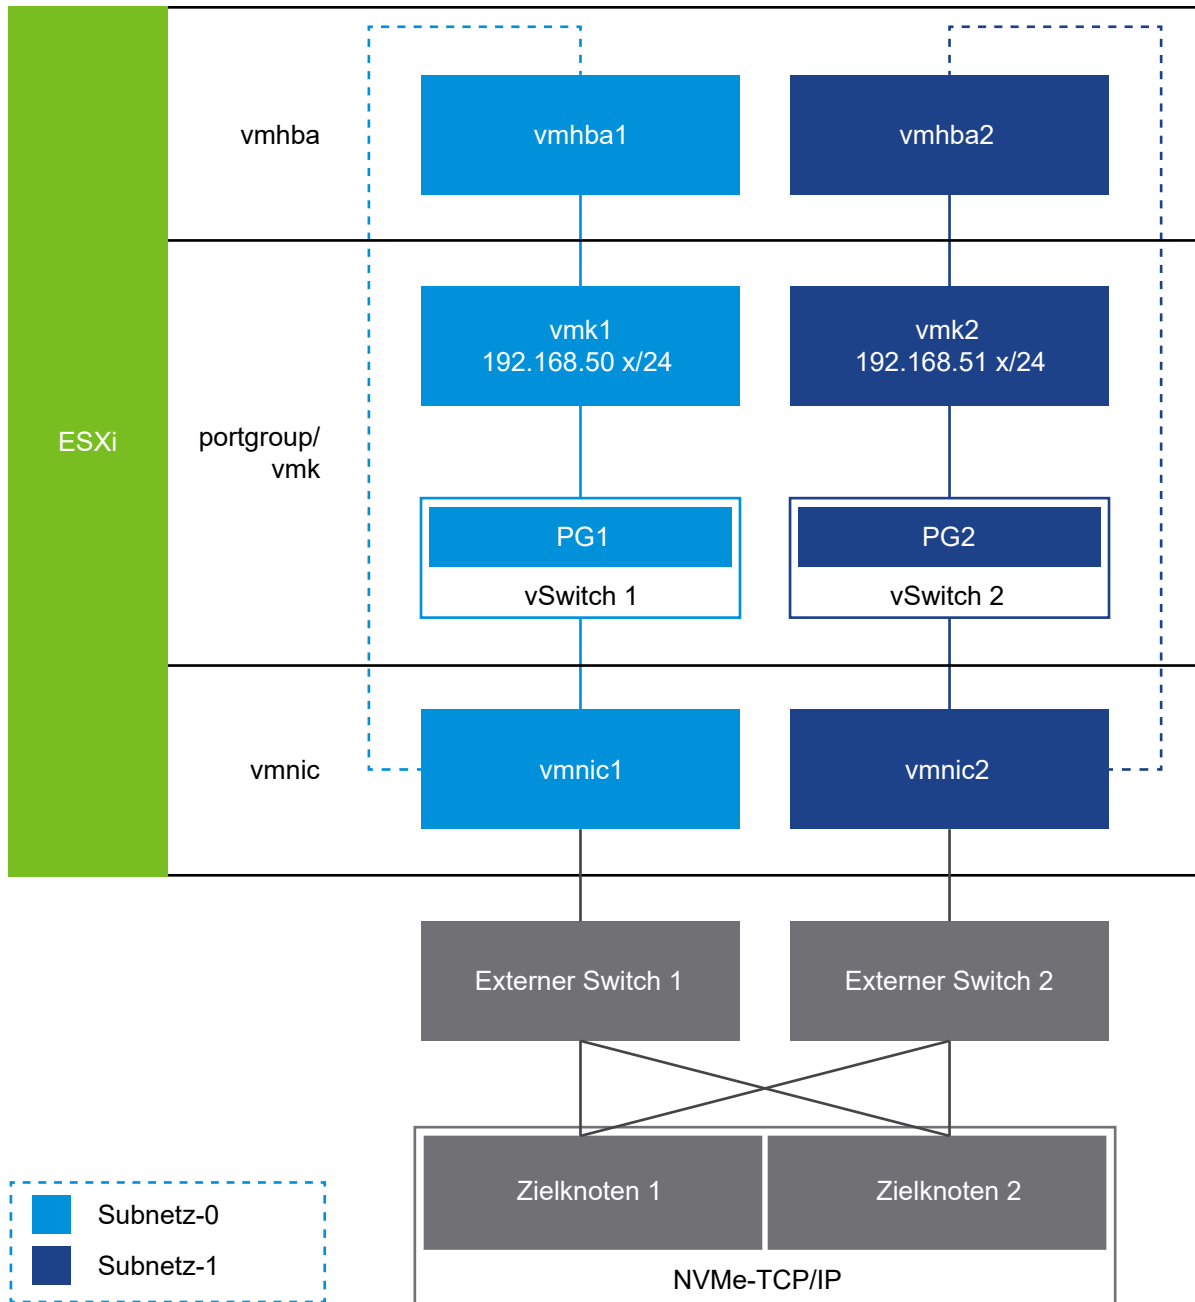 ESXi
vmhba
vmhba1
vmhba2
portgroup/
vmk
vmk1
192.168.50 x/24
vmk2
192.168.51 x/24
PG1
vSwitch 1
PG2
vSwitch 2
vmnic
vmnic1
vmnic2
Externer Switch 1
Externer Switch 2
Zielknoten 1
Zielknoten 2
NVMe-TCP/IP
Subnetz-0
Subnetz-1